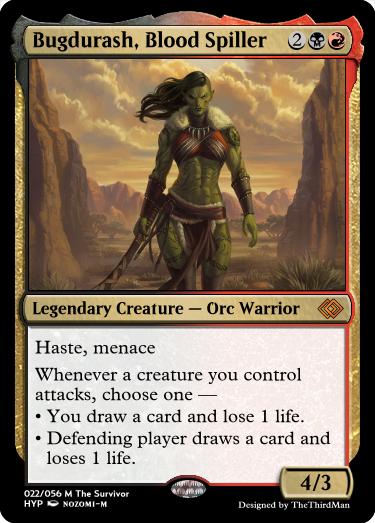 Bugdurash, Blood Spiller 2
Legendary Creature — Orc Warrior
Haste, menace
Whenever a creature you control
attacks, choose one —
• You draw a card and lose 1 life.
• Defending player draws a card and
loses 1 life.
4/3
022/056 M The Survivor
HYP NOZOMI-M
Designed by TheThirdMan